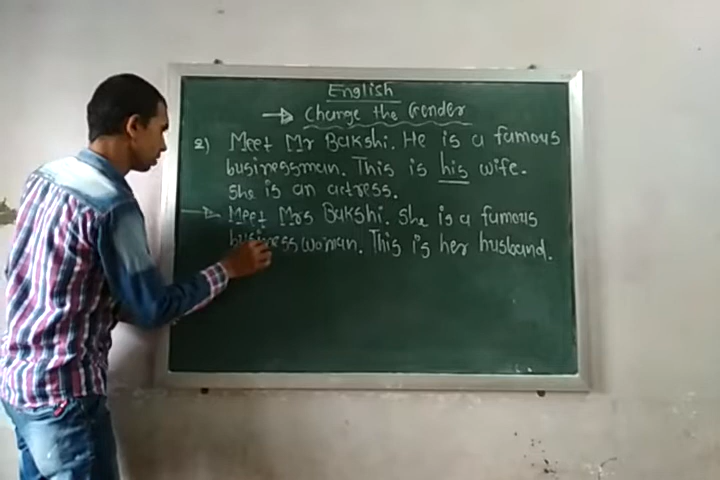 English
→ Change the Gender
2) Meet Mr Bakshi. He is a famous
businessman. This is his wife.
She is an actress.
→ Meet Mrs Bakshi. She is a famous
businesswoman. This is her husband.